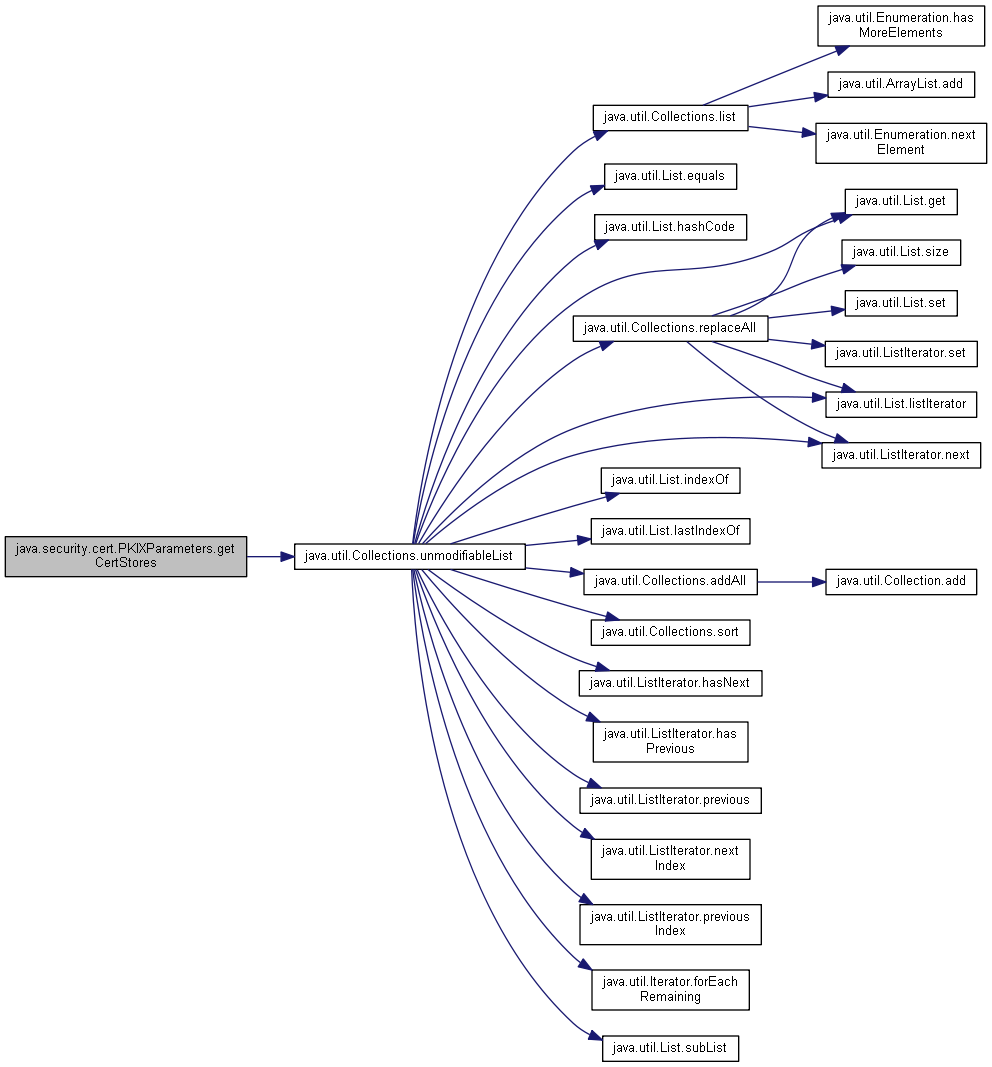 java.security.cert.PKIXParameters.get
CertStores
java.util.Collections.unmodifiableList
java.util.Collections.list
java.util.Enumeration.has
MoreElements
java.util.ArrayList.add
java.util.Enumeration.next
Element
java.util.List.equals
java.util.List.hashCode
java.util.List.get
java.util.Collections.replaceAll
java.util.List.size
java.util.List.set
java.util.ListIterator.set
java.util.List.listIterator
java.util.ListIterator.next
java.util.List.indexOf
java.util.List.lastIndexOf
java.util.Collections.addAll
java.util.Collection.add
java.util.Collections.sort
java.util.ListIterator.hasNext
java.util.ListIterator.has
Previous
java.util.ListIterator.previous
java.util.ListIterator.next
Index
java.util.ListIterator.previous
Index
java.util.Iterator.forEach
Remaining
java.util.List.subList